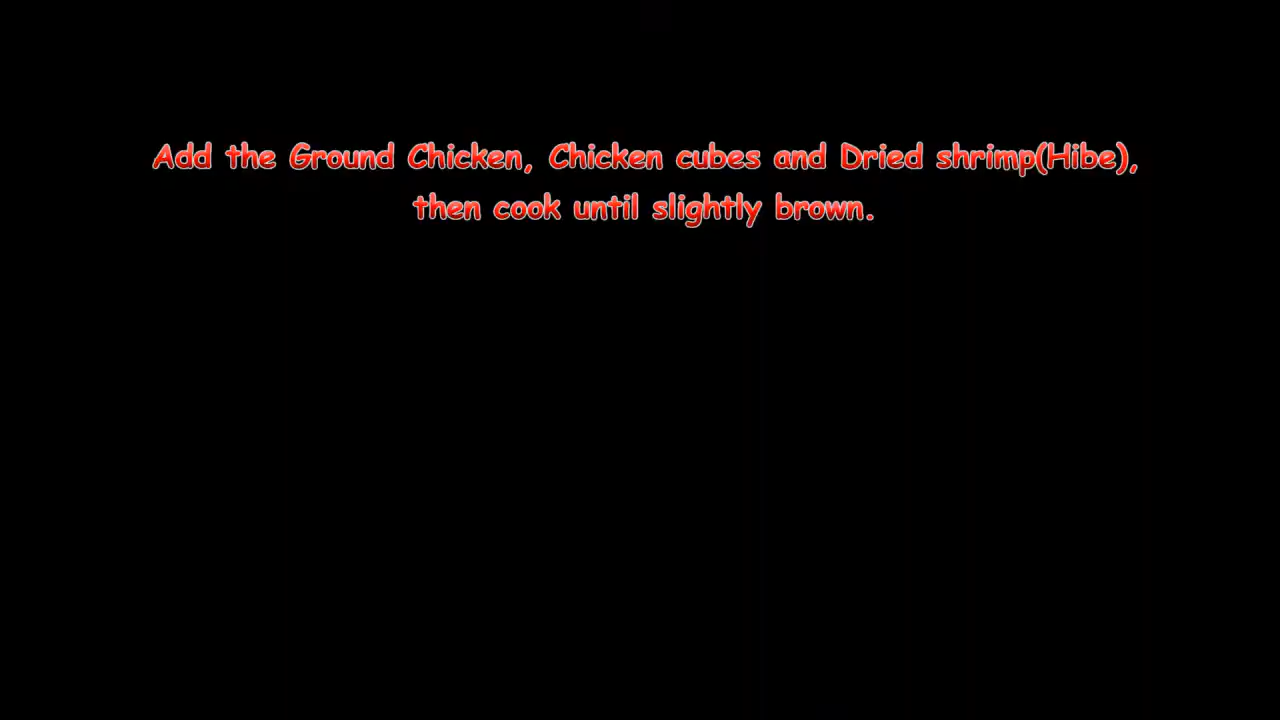 Add the Ground Chicken, Chicken cubes and Dried shrimp(Hibe),
then cook until slightly brown.